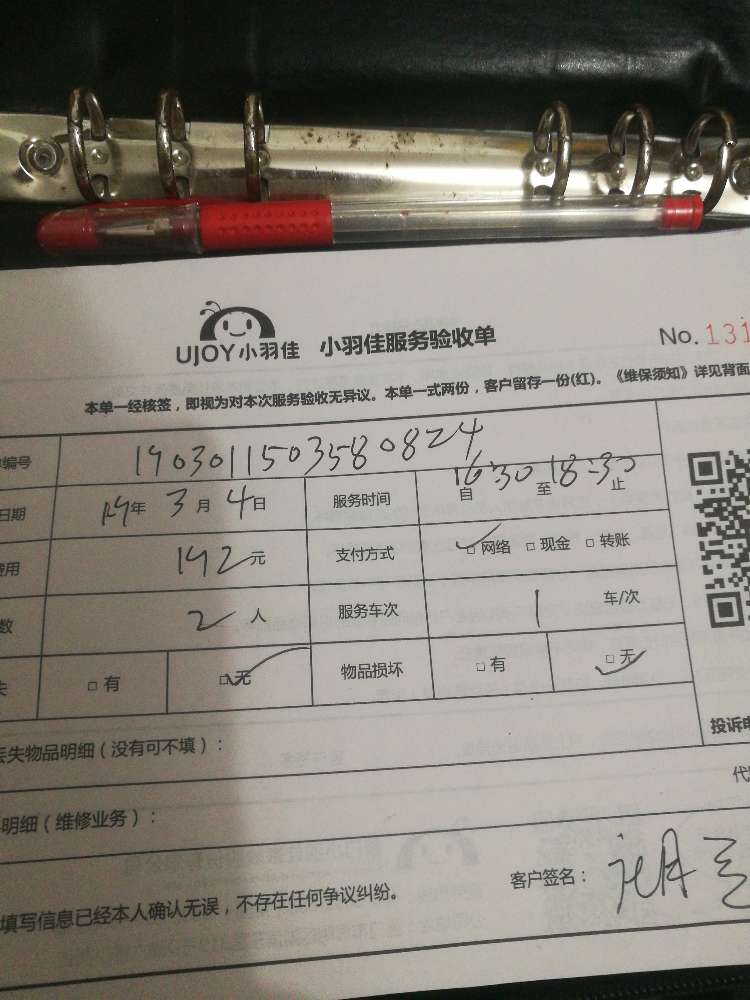 UJOY小羽佳 小羽佳服务验收单 No. 131
本单一经核签，即视为对本次服务验收无异议。本单一式两份，客户留存一份(红)。《维保须知》详见背面
编号 1903011503580824
日期 19年 3月 4日 服务时间 自 16:30 至 18:30 止
费用 192元 支付方式 网络 现金 转账
数 2人 服务车次 1 车/次
失 有 无 物品损坏 有 无
丢失物品明细（没有可不填）：
投诉电
明细（维修业务）：
填写信息已经本人确认无误，不存在任何争议纠纷。
客户签名：